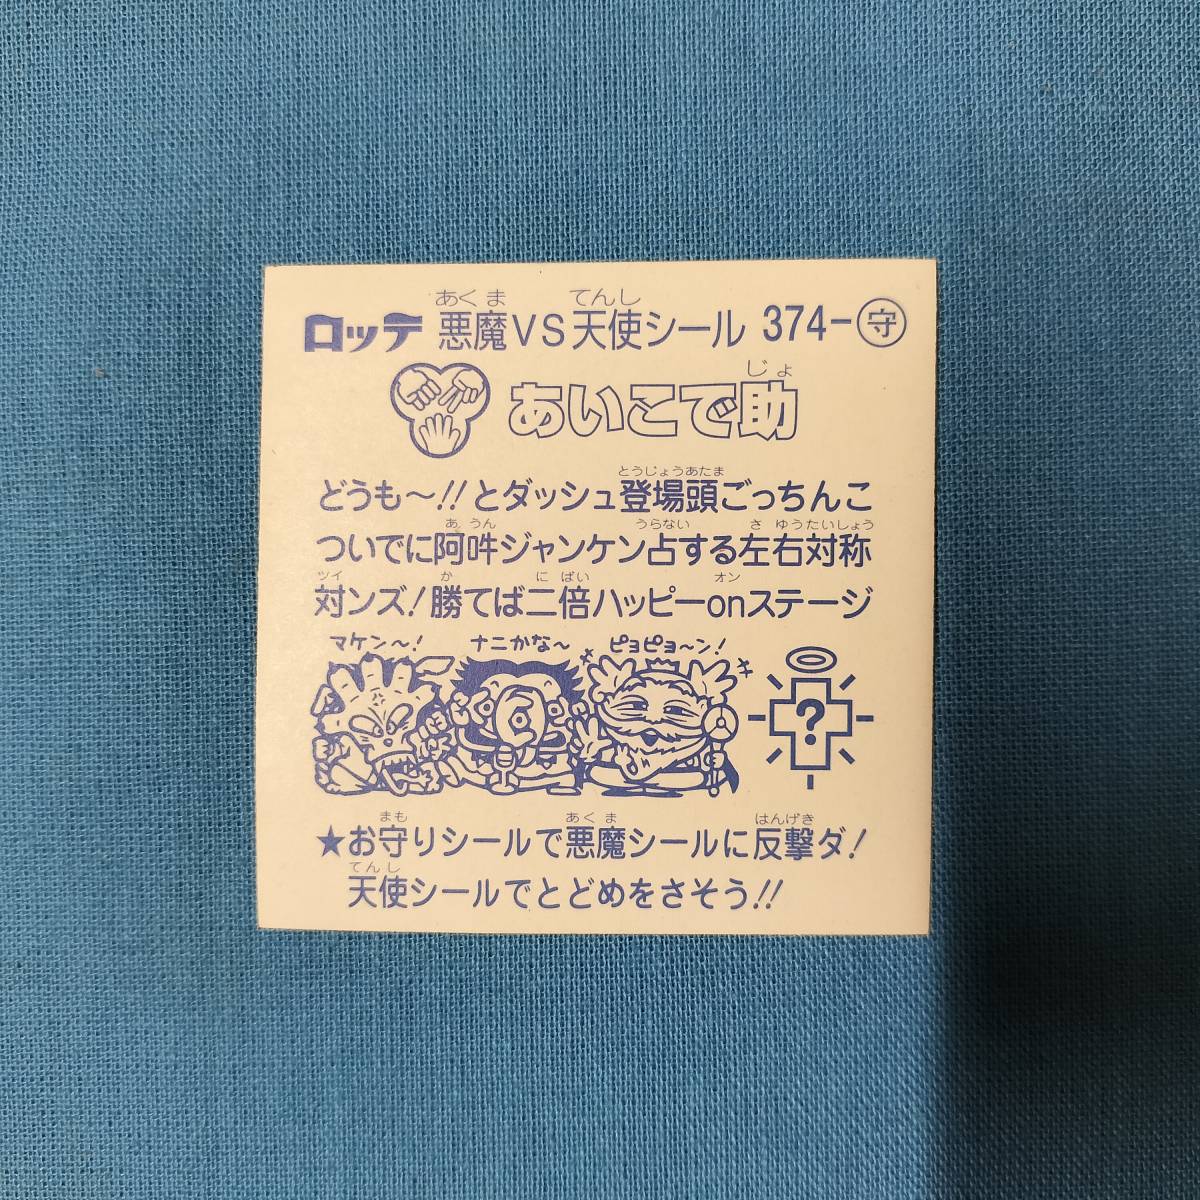 ロッテ 悪魔VS天使シール 374-守
あくま てんし
あいこで助
じょ
どうも〜!!とダッシュ登場頭ごっちんこ
とうじょうあたま
ついでに阿吽ジャンケン占する左右対称
あ うん うらない さ ゆうたいしょう
対ンズ!勝てば二倍ハッピーonステージ
ツイ か に ばい オン
マケン〜! ナニかな〜 ピョピョ〜ン!
?
★お守りシールで悪魔シールに反撃ダ!
まも あくま はんげき
天使シールでとどめをさそう!!
てんし